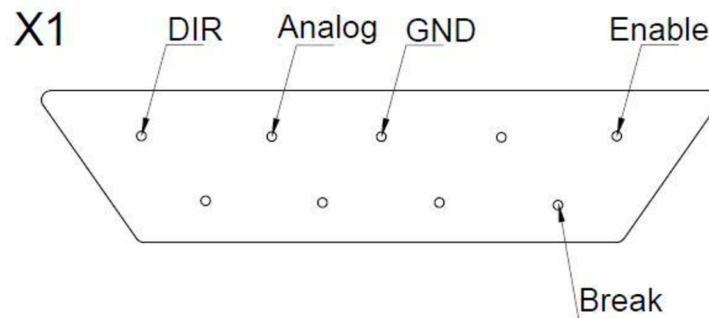 X1
DIR
Analog
GND
Enable
Break